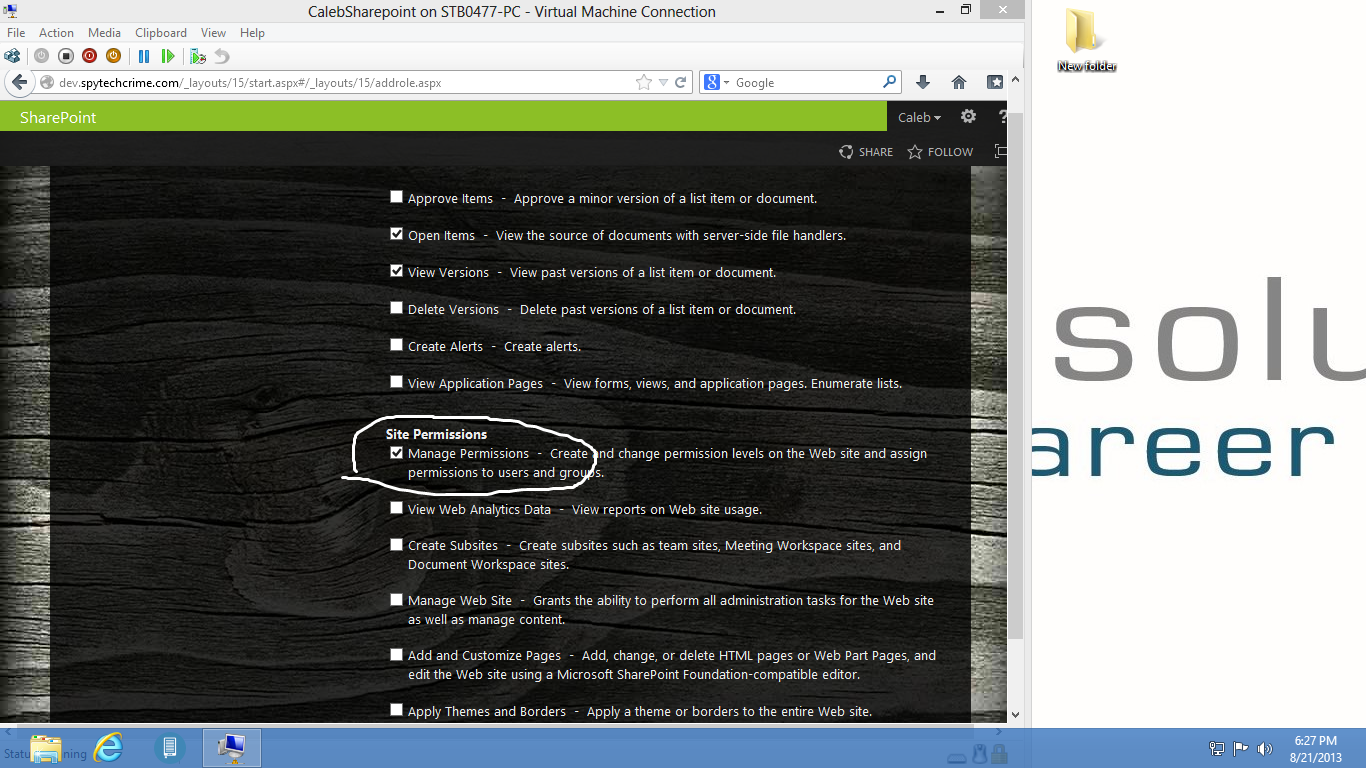 CalebSharepoint on STB0477-PC - Virtual Machine Connection
File Action Media Clipboard View Help
dev.spytechcrime.com/_layouts/15/start.aspx#/_layouts/15/addrole.aspx
Google
New folder
SharePoint
Caleb
?
SHARE
FOLLOW
Approve Items - Approve a minor version of a list item or document.
Open Items - View the source of documents with server-side file handlers.
View Versions - View past versions of a list item or document.
Delete Versions - Delete past versions of a list item or document.
Create Alerts - Create alerts.
View Application Pages - View forms, views, and application pages. Enumerate lists.
Site Permissions
Manage Permissions - Create and change permission levels on the Web site and assign
permissions to users and groups.
View Web Analytics Data - View reports on Web site usage.
Create Subsites - Create subsites such as team sites, Meeting Workspace sites, and
Document Workspace sites.
Manage Web Site - Grants the ability to perform all administration tasks for the Web site
as well as manage content.
Add and Customize Pages - Add, change, or delete HTML pages or Web Part Pages, and
edit the Web site using a Microsoft SharePoint Foundation-compatible editor.
Apply Themes and Borders - Apply a theme or borders to the entire Web site.
solu
areer
6:27 PM
8/21/2013